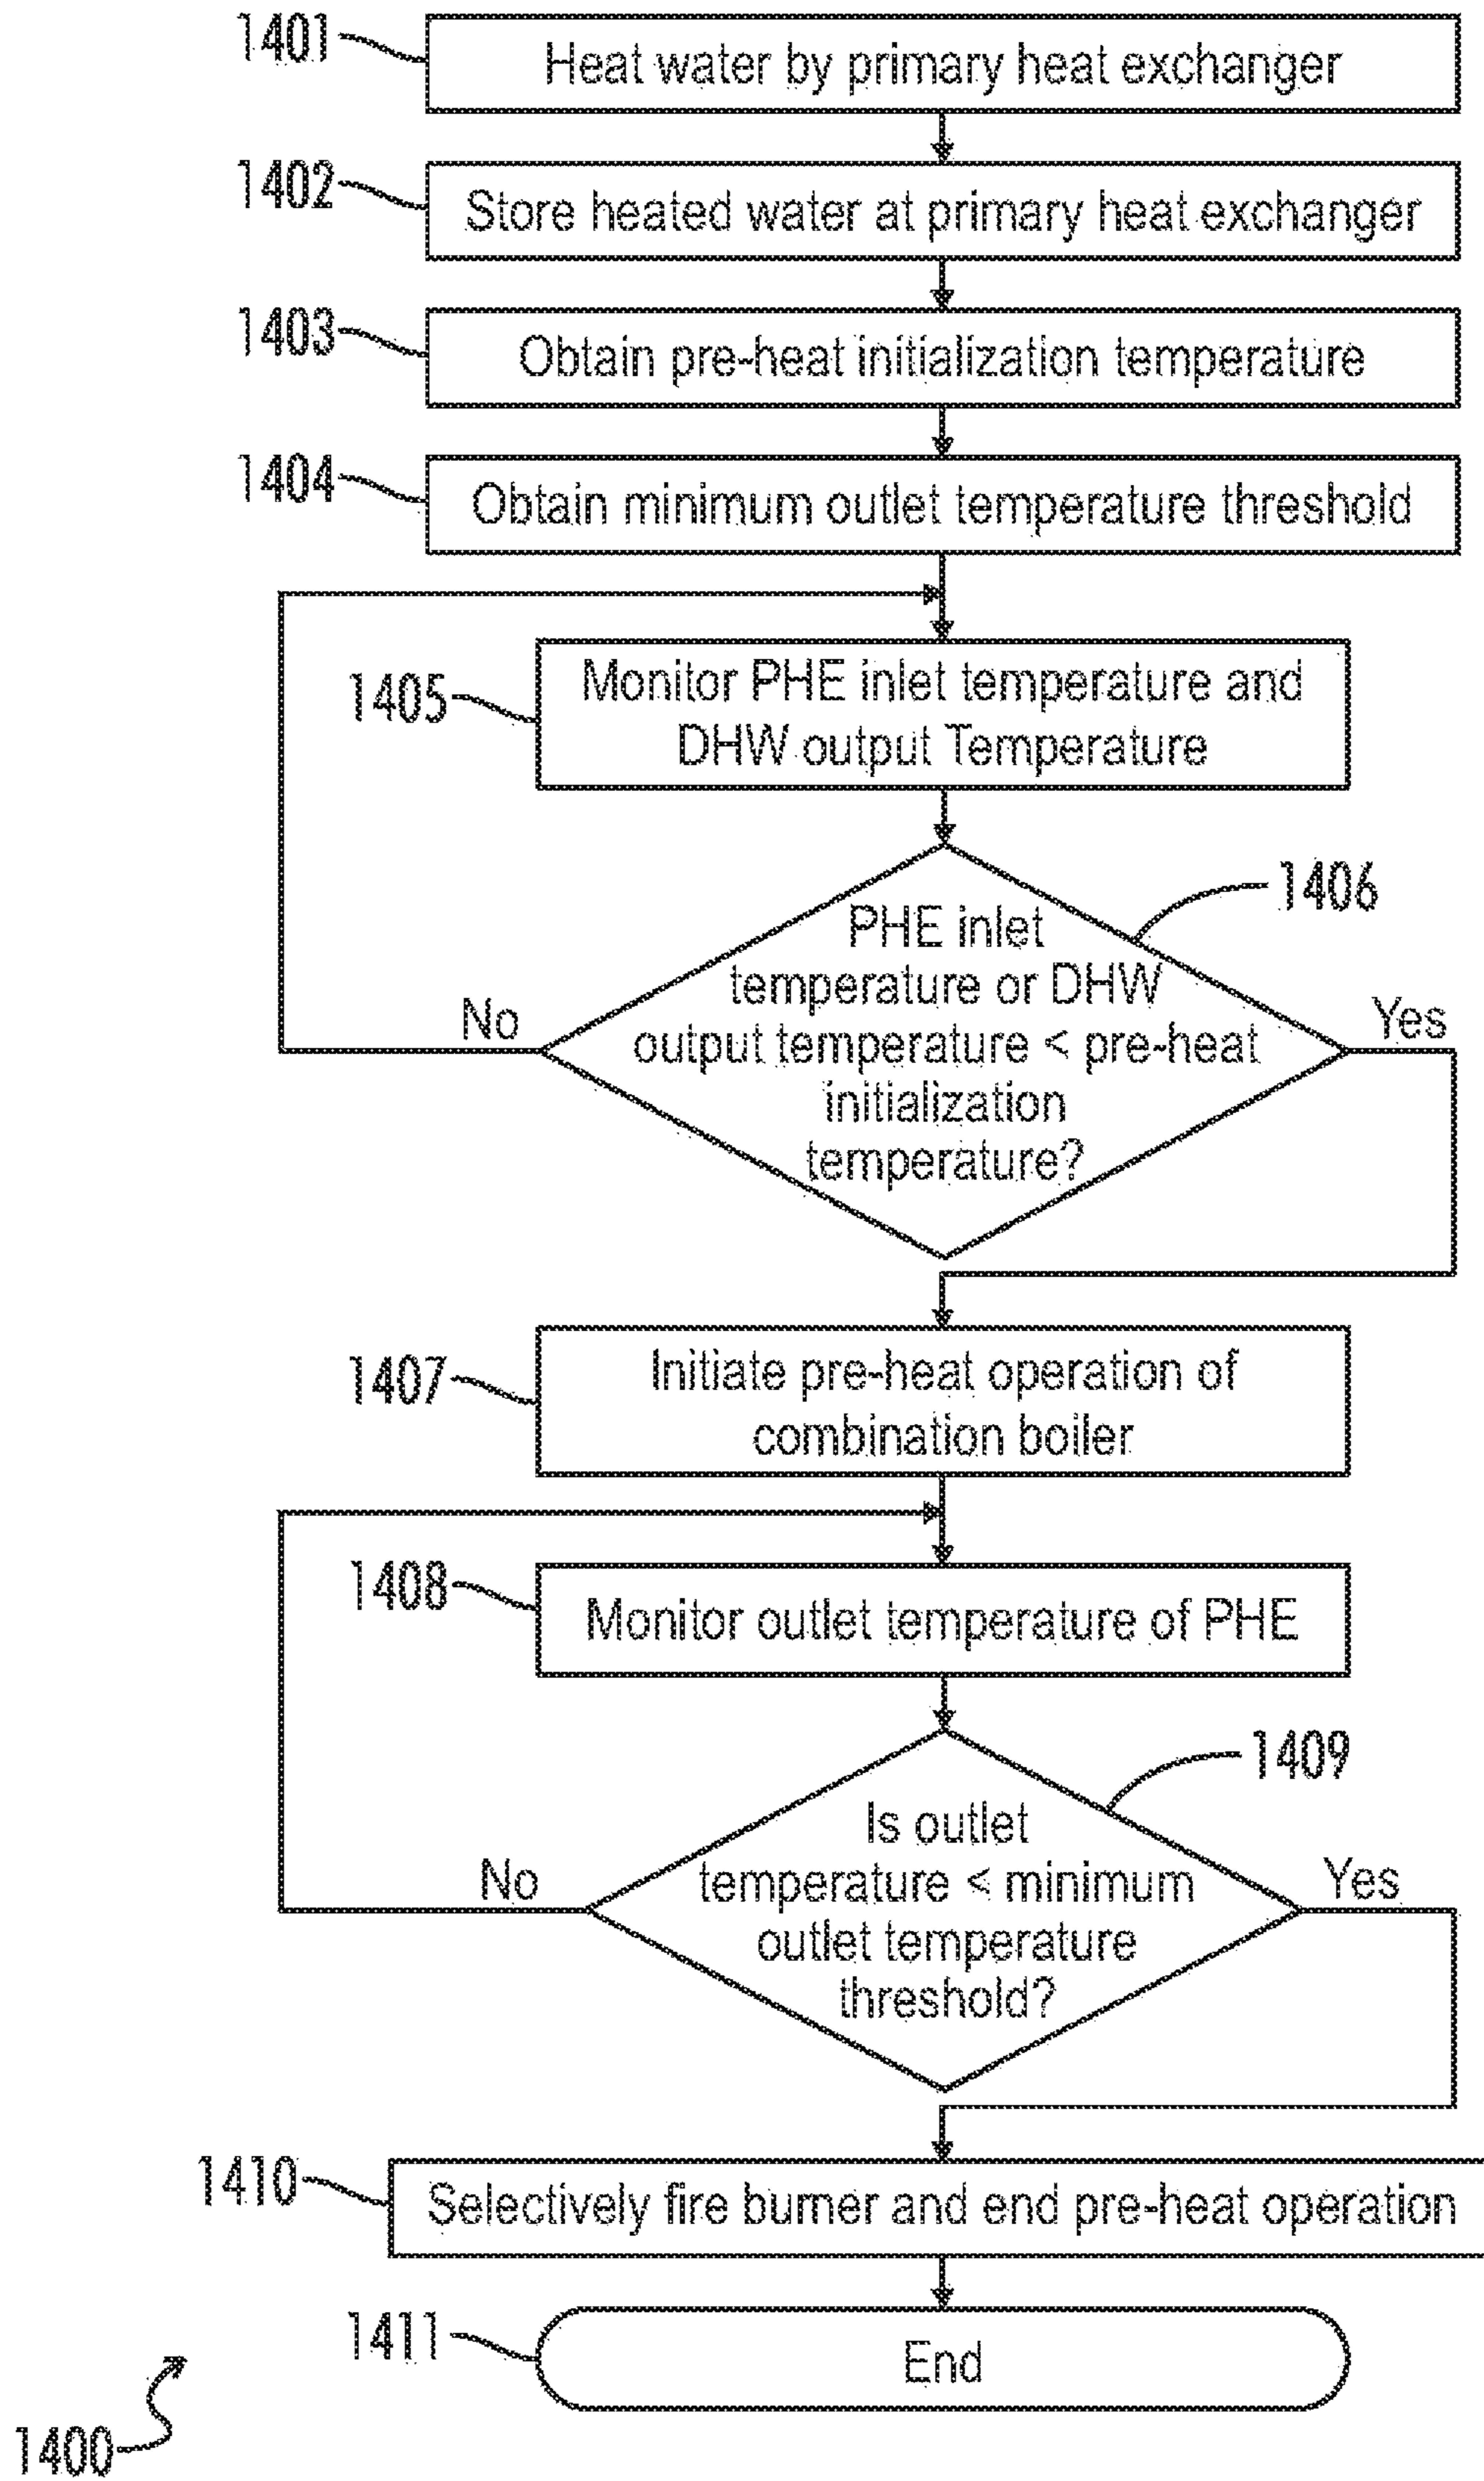 1401
Heat water by primary heat exchanger
1402
Store heated water at primary heat exchanger
1403
Obtain pre-heat initialization temperature
1404
Obtain minimum outlet temperature threshold
1405
Monitor PHE inlet temperature and
DHW output Temperature
1406
PHE inlet
temperature or DHW
output temperature < pre-heat
initialization
temperature?
No
Yes
1407
Initiate pre-heat operation of
combination boiler
1408
Monitor outlet temperature of PHE
1409
Is outlet
temperature < minimum
outlet temperature
threshold?
No
Yes
1410
Selectively fire burner and end pre-heat operation
1411
End
1400